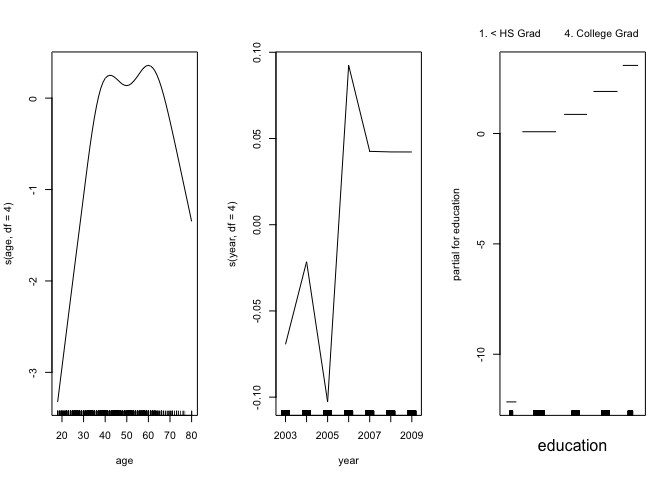 1. < HS Grad
4. College Grad
s(age, df = 4)
0
-1
-2
-3
20 30 40 50 60 70 80
age
s(year, df = 4)
0.10
0.05
0.00
-0.05
-0.10
2003 2005 2007 2009
year
partial for education
0
-5
-10
education